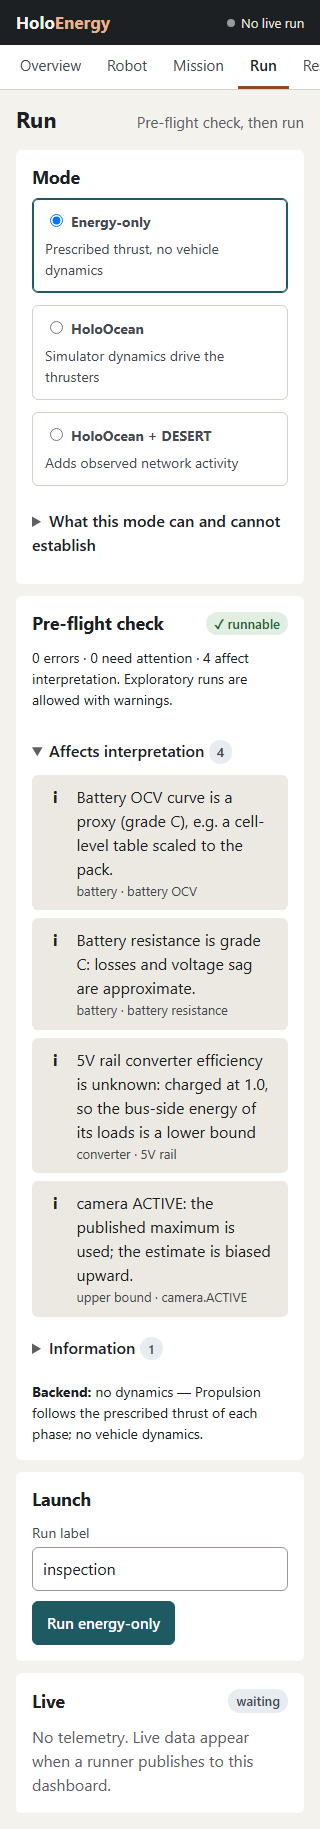 HoloEnergy
No live run
Overview Robot Mission Run Re
Run
Pre-flight check, then run
Mode
Energy-only
Prescribed thrust, no vehicle
dynamics
HoloOcean
Simulator dynamics drive the
thrusters
HoloOcean + DESERT
Adds observed network activity
What this mode can and cannot
establish
Pre-flight check
✓ runnable
0 errors · 0 need attention · 4 affect
interpretation. Exploratory runs are
allowed with warnings.
Affects interpretation 4
Battery OCV curve is a
proxy (grade C), e.g. a cell-
level table scaled to the
pack.
battery · battery OCV
Battery resistance is grade
C: losses and voltage sag
are approximate.
battery · battery resistance
5V rail converter efficiency
is unknown: charged at 1.0,
so the bus-side energy of
its loads is a lower bound
converter · 5V rail
camera ACTIVE: the
published maximum is
used; the estimate is biased
upward.
upper bound · camera.ACTIVE
Information 1
Backend: no dynamics — Propulsion
follows the prescribed thrust of each
phase; no vehicle dynamics.
Launch
Run label
inspection
Run energy-only
Live
waiting
No telemetry. Live data appear
when a runner publishes to this
dashboard.